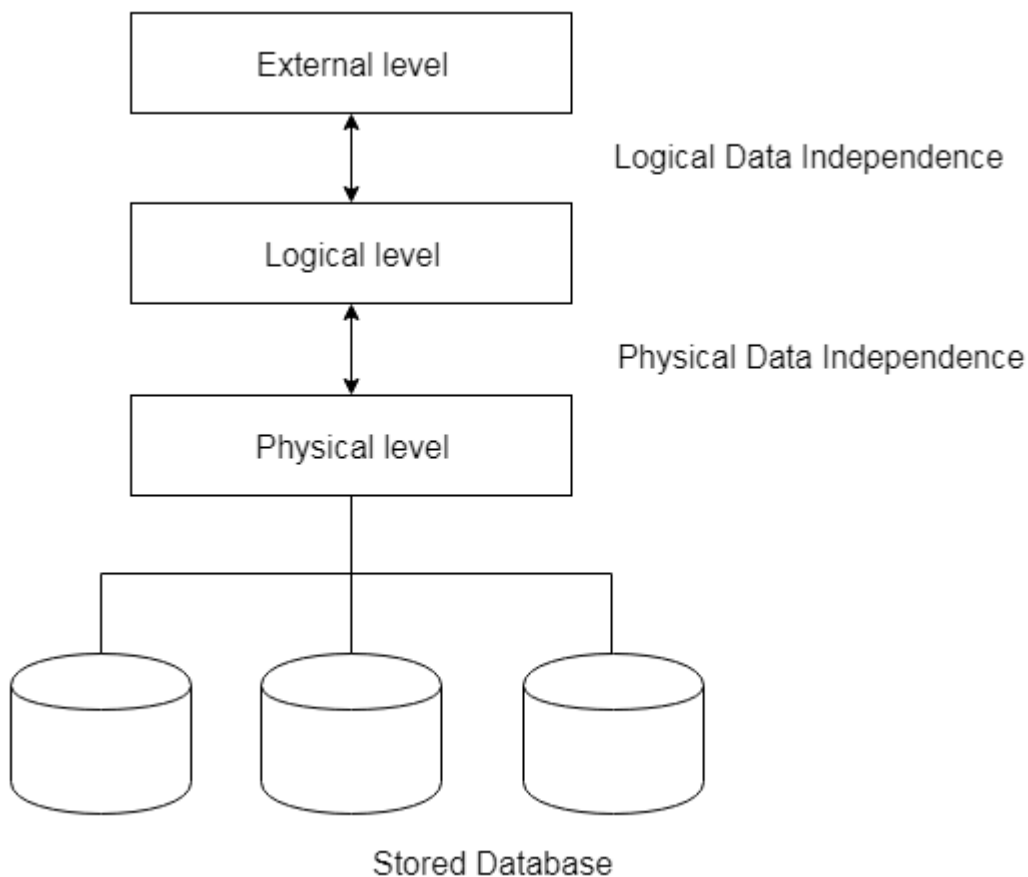 External level
Logical Data Independence
Logical level
Physical Data Independence
Physical level
Stored Database